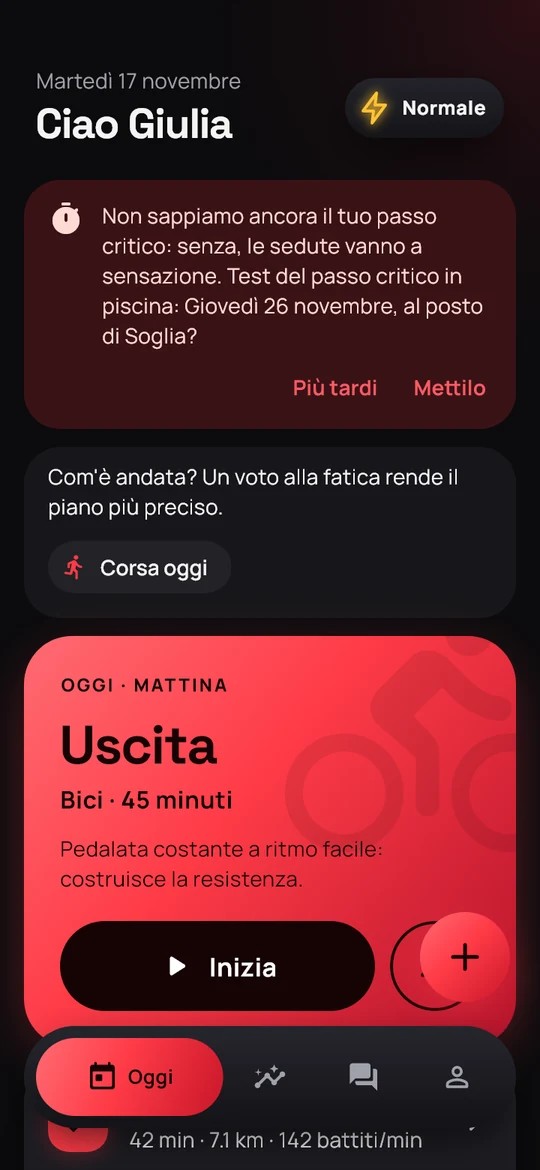 Martedì 17 novembre
Ciao Giulia
Normale
Non sappiamo ancora il tuo passo
critico: senza, le sedute vanno a
sensazione. Test del passo critico in
piscina: Giovedì 26 novembre, al posto
di Soglia?
Più tardi
Mettilo
Com'è andata? Un voto alla fatica rende il
piano più preciso.
Corsa oggi
OGGI · MATTINA
Uscita
Bici · 45 minuti
Pedalata costante a ritmo facile:
costruisce la resistenza.
Inizia
Oggi
42 min · 7.1 km · 142 battiti/min